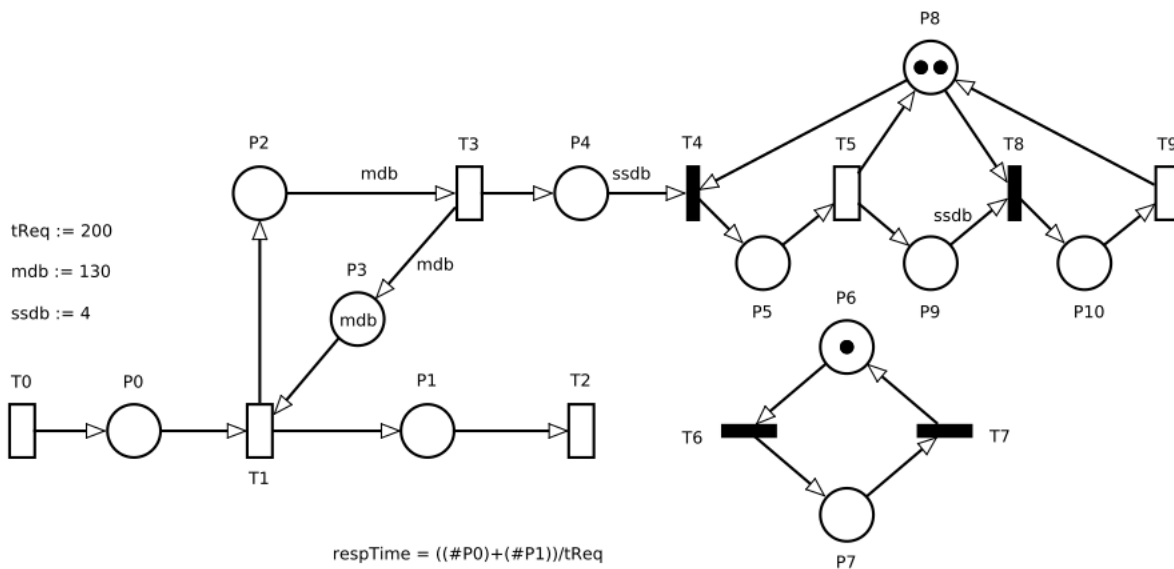 P8
P2
T3
P4
T4
T5
T8
T9
mdb
ssdb
ssdb
tReq := 200
mdb := 130
ssdb := 4
mdb
P3
mdb
P5
P9
P10
P6
T0
P0
P1
T2
T1
T6
T7
P7
respTime = ((#P0)+(#P1))/tReq